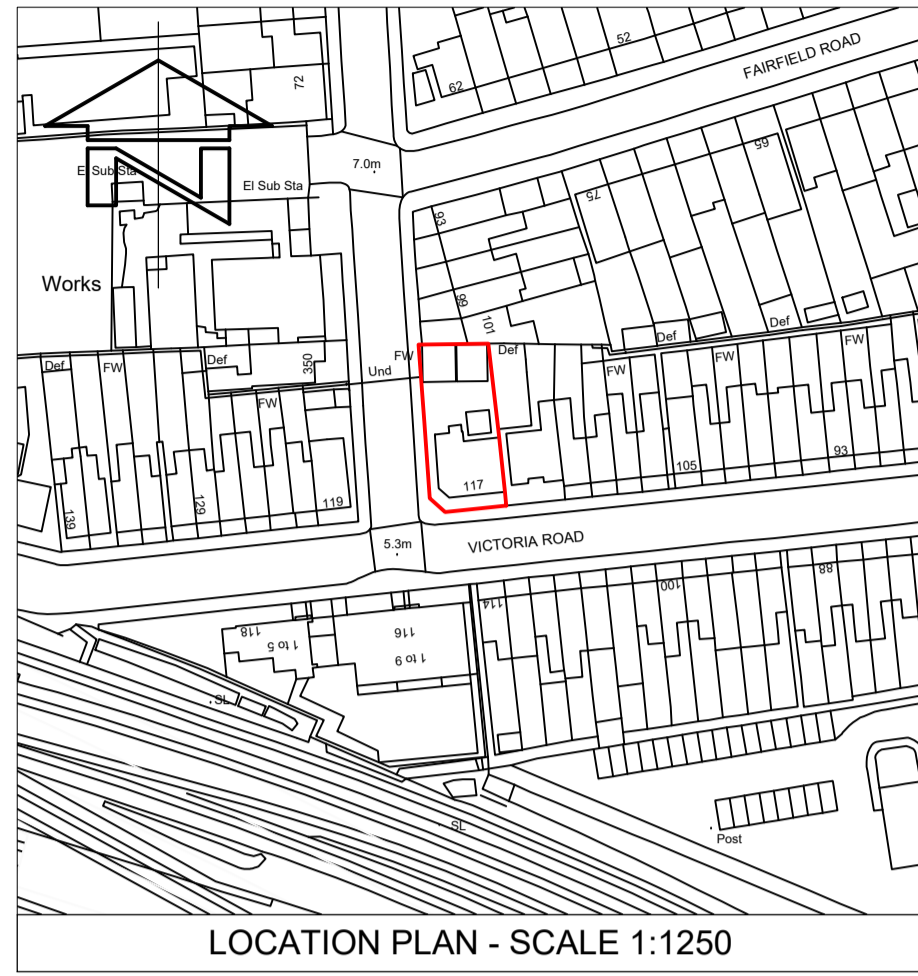 52
FAIRFIELD ROAD
72
62
7.0m
65
El Sub Sta
El Sub Sta
75
93
Works
99
101
Def
Def
FW
Def
Def
Def
FW
Und
350
Def
FW
FW
FW
FW
93
105
117
119
129
139
VICTORIA ROAD
5.3m
88
100
114
118
1 to 5
116
1 to 9
SL
SL
Post
LOCATION PLAN - SCALE 1:1250